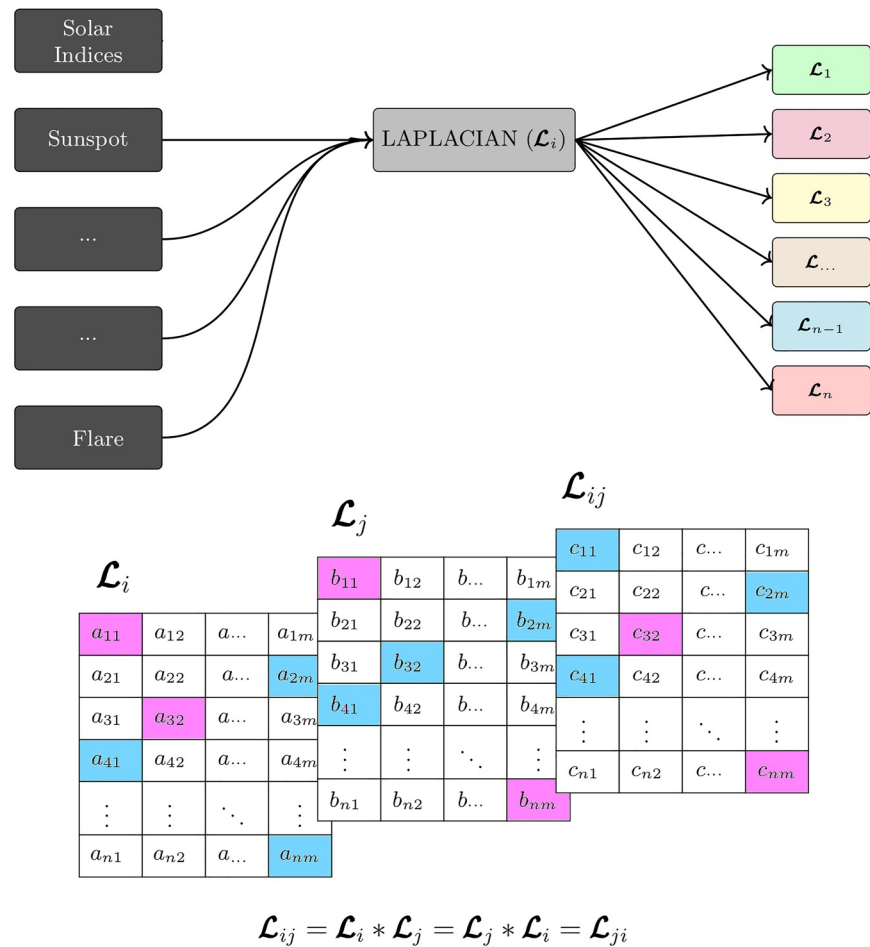 Solar
Indices
Sunspot
...
...
Flare
LAPLACIAN (𝓛ᵢ)
𝓛₁
𝓛₂
𝓛₃
𝓛...
𝓛ₙ₋₁
𝓛ₙ
𝓛ᵢ
a₁₁ a₁₂ a... a₁ₘ
a₂₁ a₂₂ a... a₂ₘ
a₃₁ a₃₂ a... a₃ₘ
a₄₁ a₄₂ a... a₄ₘ
⋮ ⋮ ⋱ ⋮
aₙ₁ aₙ₂ a... aₙₘ
𝓛ⱼ
b₁₁ b₁₂ b... b₁ₘ
b₂₁ b₂₂ b... b₂ₘ
b₃₁ b₃₂ b... b₃ₘ
b₄₁ b₄₂ b... b₄ₘ
⋮ ⋮ ⋱ ⋮
bₙ₁ bₙ₂ b... bₙₘ
𝓛ᵢⱼ
c₁₁ c₁₂ c... c₁ₘ
c₂₁ c₂₂ c... c₂ₘ
c₃₁ c₃₂ c... c₃ₘ
c₄₁ c₄₂ c... c₄ₘ
⋮ ⋮ ⋱ ⋮
cₙ₁ cₙ₂ c... cₙₘ
𝓛ᵢⱼ = 𝓛ᵢ * 𝓛ⱼ = 𝓛ⱼ * 𝓛ᵢ = 𝓛ⱼᵢ